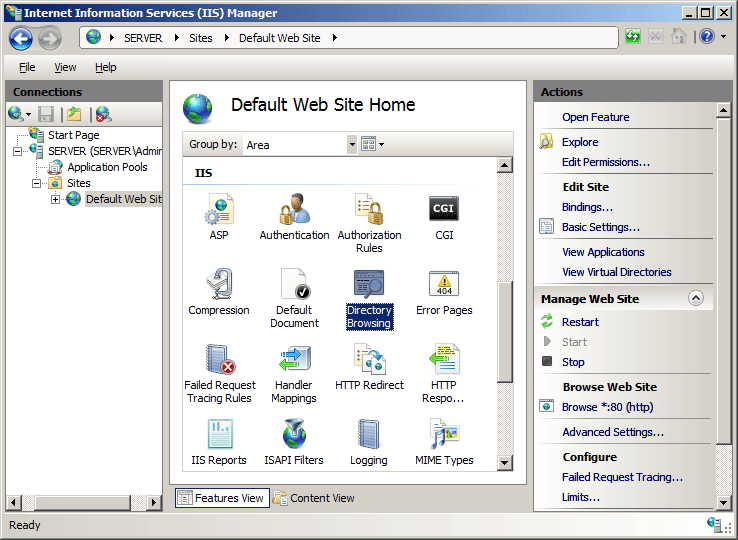 Internet Information Services (IIS) Manager
SERVER Sites Default Web Site
File View Help
Connections
Start Page
SERVER (SERVER\Admir
Application Pools
Sites
Default Web Sit
Default Web Site Home
Group by: Area
IIS
ASP
Authentication
Authorization
Rules
CGI
Compression
Default
Document
Directory
Browsing
Error Pages
404
Failed Request
Tracing Rules
Handler
Mappings
HTTP Redirect
HTTP
Respo...
IIS Reports
ISAPI Filters
Logging
MIME Types
Features View
Content View
Actions
Open Feature
Explore
Edit Permissions...
Edit Site
Bindings...
Basic Settings...
View Applications
View Virtual Directories
Manage Web Site
Restart
Start
Stop
Browse Web Site
Browse *:80 (http)
Advanced Settings...
Configure
Failed Request Tracing...
Limits...
Ready